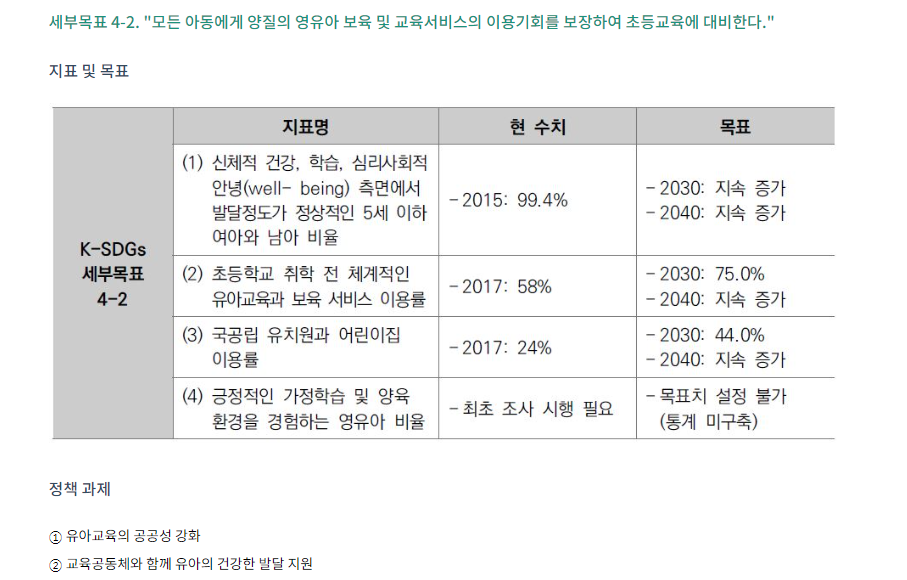 세부목표 4-2. "모든 아동에게 양질의 영유아 보육 및 교육서비스의 이용기회를 보장하여 초등교육에 대비한다."
지표 및 목표
지표명
현 수치
목표
K-SDGs
세부목표
4-2
(1) 신체적 건강, 학습, 심리사회적
안녕(well- being) 측면에서
발달정도가 정상적인 5세 이하
여아와 남아 비율
- 2015: 99.4%
- 2030: 지속 증가
- 2040: 지속 증가
(2) 초등학교 취학 전 체계적인
유아교육과 보육 서비스 이용률
- 2017: 58%
- 2030: 75.0%
- 2040: 지속 증가
(3) 국공립 유치원과 어린이집
이용률
- 2017: 24%
- 2030: 44.0%
- 2040: 지속 증가
(4) 긍정적인 가정학습 및 양육
환경을 경험하는 영유아 비율
- 최초 조사 시행 필요
- 목표치 설정 불가
(통계 미구축)
정책 과제
① 유아교육의 공공성 강화
② 교육공동체와 함께 유아의 건강한 발달 지원